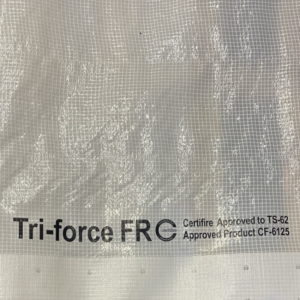 Tri-force FR Certifire Approved to TS-62
Approved Product CF-6125